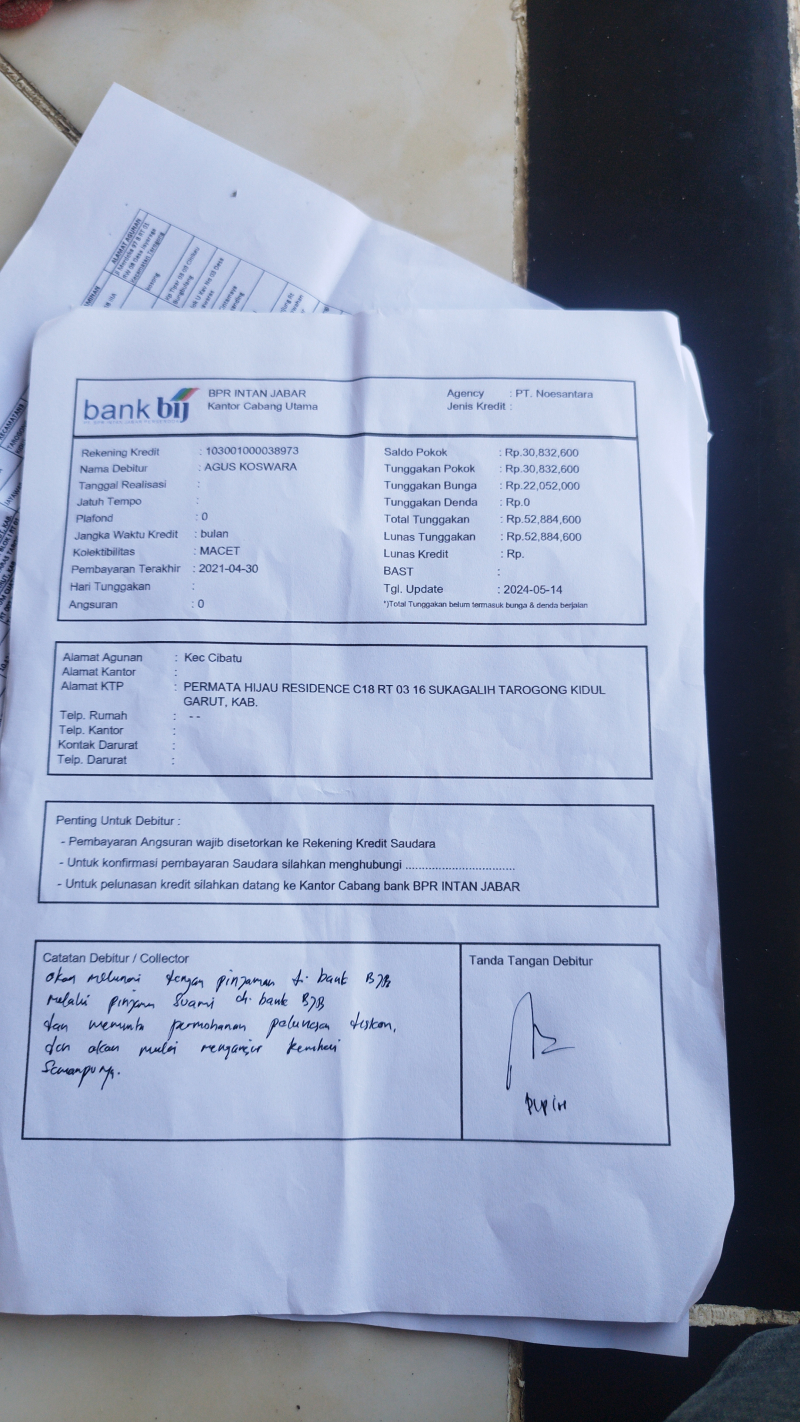 bank bij
BPR INTAN JABAR
Kantor Cabang Utama
Agency : PT. Noesantara
Jenis Kredit :
Rekening Kredit : 103001000038973
Nama Debitur : AGUS KOSWARA
Tanggal Realisasi :
Jatuh Tempo :
Plafond : 0
Jangka Waktu Kredit : bulan
Kolektibilitas : MACET
Pembayaran Terakhir : 2021-04-30
Hari Tunggakan :
Angsuran : 0
Saldo Pokok : Rp.30,832,600
Tunggakan Pokok : Rp.30,832,600
Tunggakan Bunga : Rp.22,052,000
Tunggakan Denda : Rp.0
Total Tunggakan : Rp.52,884,600
Lunas Tunggakan : Rp.52,884,600
Lunas Kredit : Rp.
BAST :
Tgl. Update : 2024-05-14
*)Total Tunggakan belum termasuk bunga & denda berjalan
Alamat Agunan : Kec Cibatu
Alamat Kantor :
Alamat KTP : PERMATA HIJAU RESIDENCE C18 RT 03 16 SUKAGALIH TAROGONG KIDUL
GARUT, KAB.
Telp. Rumah : - -
Telp. Kantor :
Kontak Darurat :
Telp. Darurat :
Penting Untuk Debitur :
- Pembayaran Angsuran wajib disetorkan ke Rekening Kredit Saudara
- Untuk konfirmasi pembayaran Saudara silahkan menghubungi ................................
- Untuk pelunasan kredit silahkan datang ke Kantor Cabang bank BPR INTAN JABAR
Catatan Debitur / Collector
akan melunasi dengan pinjaman di bank BJB
melalui pinjaman Suami di bank BJB
dan meminta permohonan pelunasan diskon,
dan akan mulai mengangsur kembali
semampunya.
Tanda Tangan Debitur
ALAMAT AGUNAN